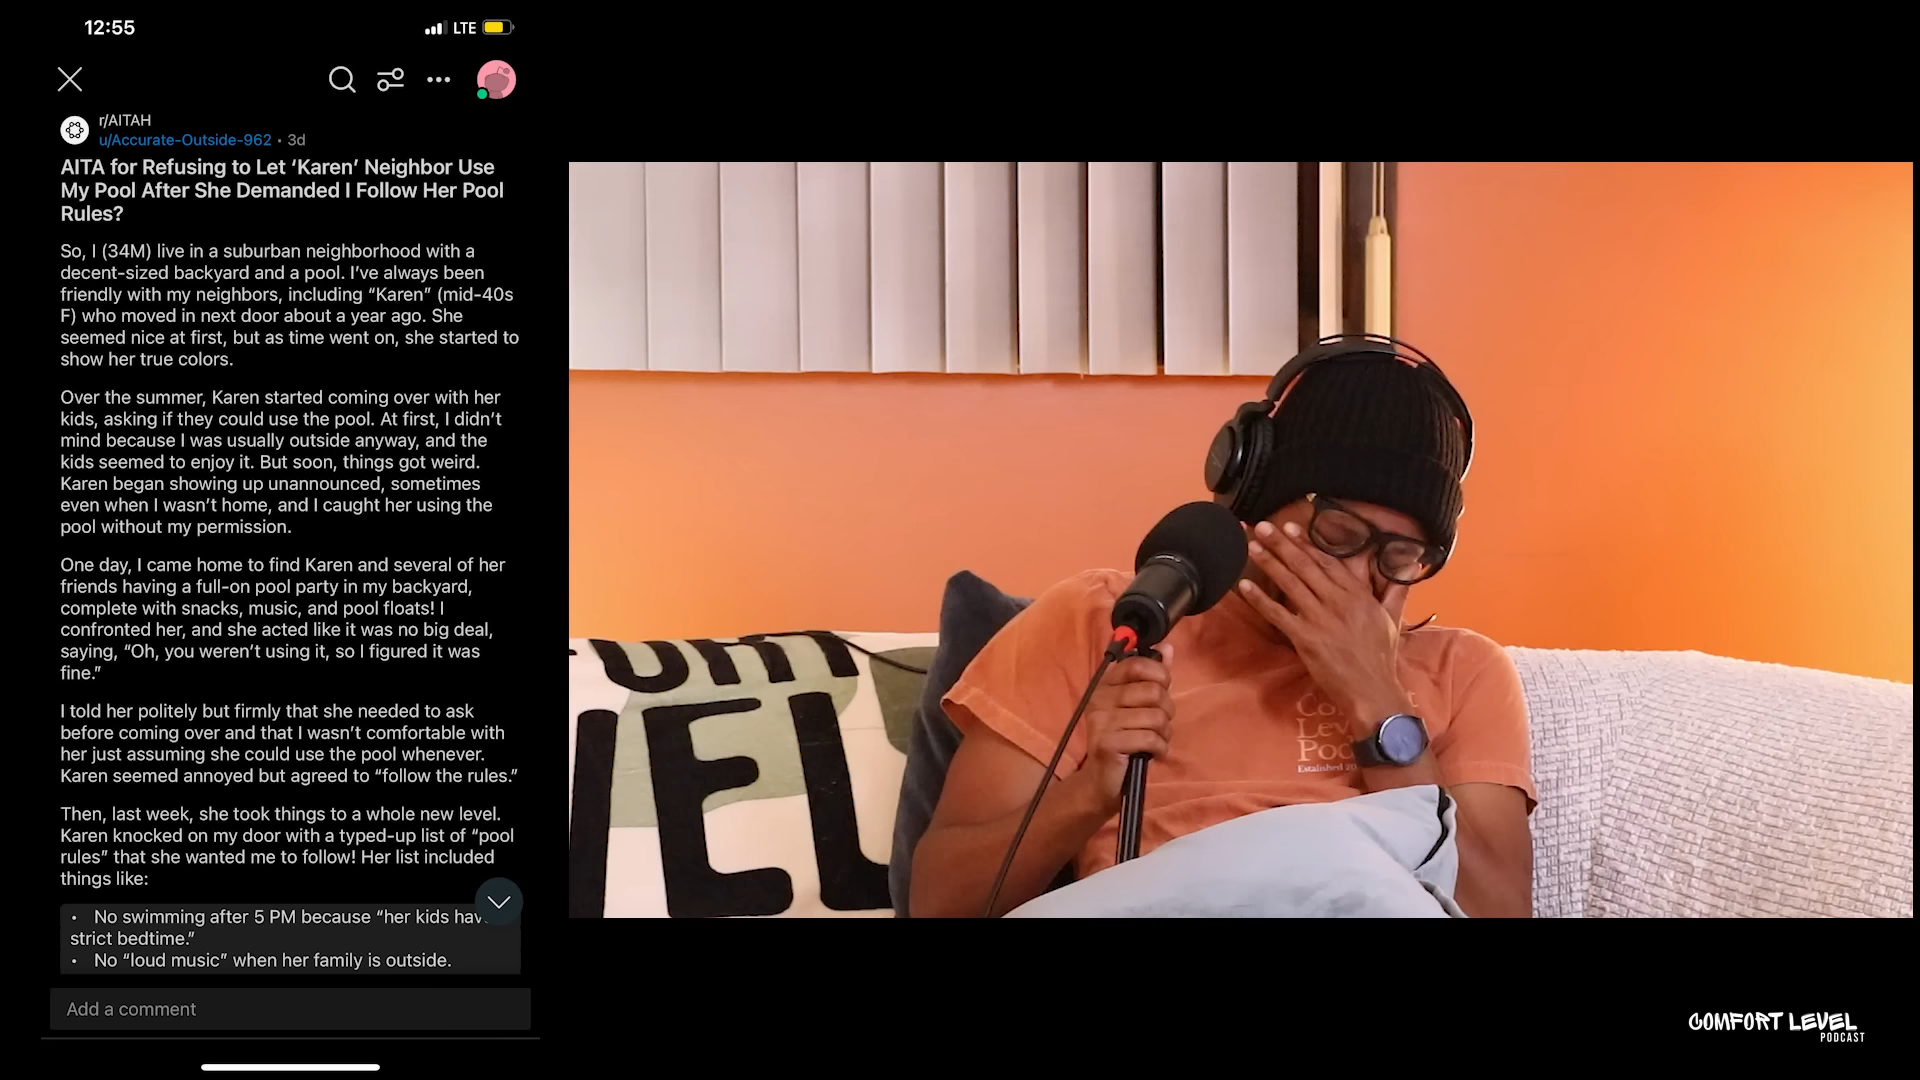 12:55
LTE
r/AITAH
u/Accurate-Outside-962 • 3d
AITA for Refusing to Let ‘Karen’ Neighbor Use
My Pool After She Demanded I Follow Her Pool
Rules?
So, I (34M) live in a suburban neighborhood with a
decent-sized backyard and a pool. I’ve always been
friendly with my neighbors, including “Karen” (mid-40s
F) who moved in next door about a year ago. She
seemed nice at first, but as time went on, she started to
show her true colors.
Over the summer, Karen started coming over with her
kids, asking if they could use the pool. At first, I didn’t
mind because I was usually outside anyway, and the
kids seemed to enjoy it. But soon, things got weird.
Karen began showing up unannounced, sometimes
even when I wasn’t home, and I caught her using the
pool without my permission.
One day, I came home to find Karen and several of her
friends having a full-on pool party in my backyard,
complete with snacks, music, and pool floats! I
confronted her, and she acted like it was no big deal,
saying, “Oh, you weren’t using it, so I figured it was
fine.”
I told her politely but firmly that she needed to ask
before coming over and that I wasn’t comfortable with
her just assuming she could use the pool whenever.
Karen seemed annoyed but agreed to “follow the rules.”
Then, last week, she took things to a whole new level.
Karen knocked on my door with a typed-up list of “pool
rules” that she wanted me to follow! Her list included
things like:
• No swimming after 5 PM because “her kids hav
strict bedtime.”
• No “loud music” when her family is outside.
Add a comment
COMFORT LEVEL
PODCAST